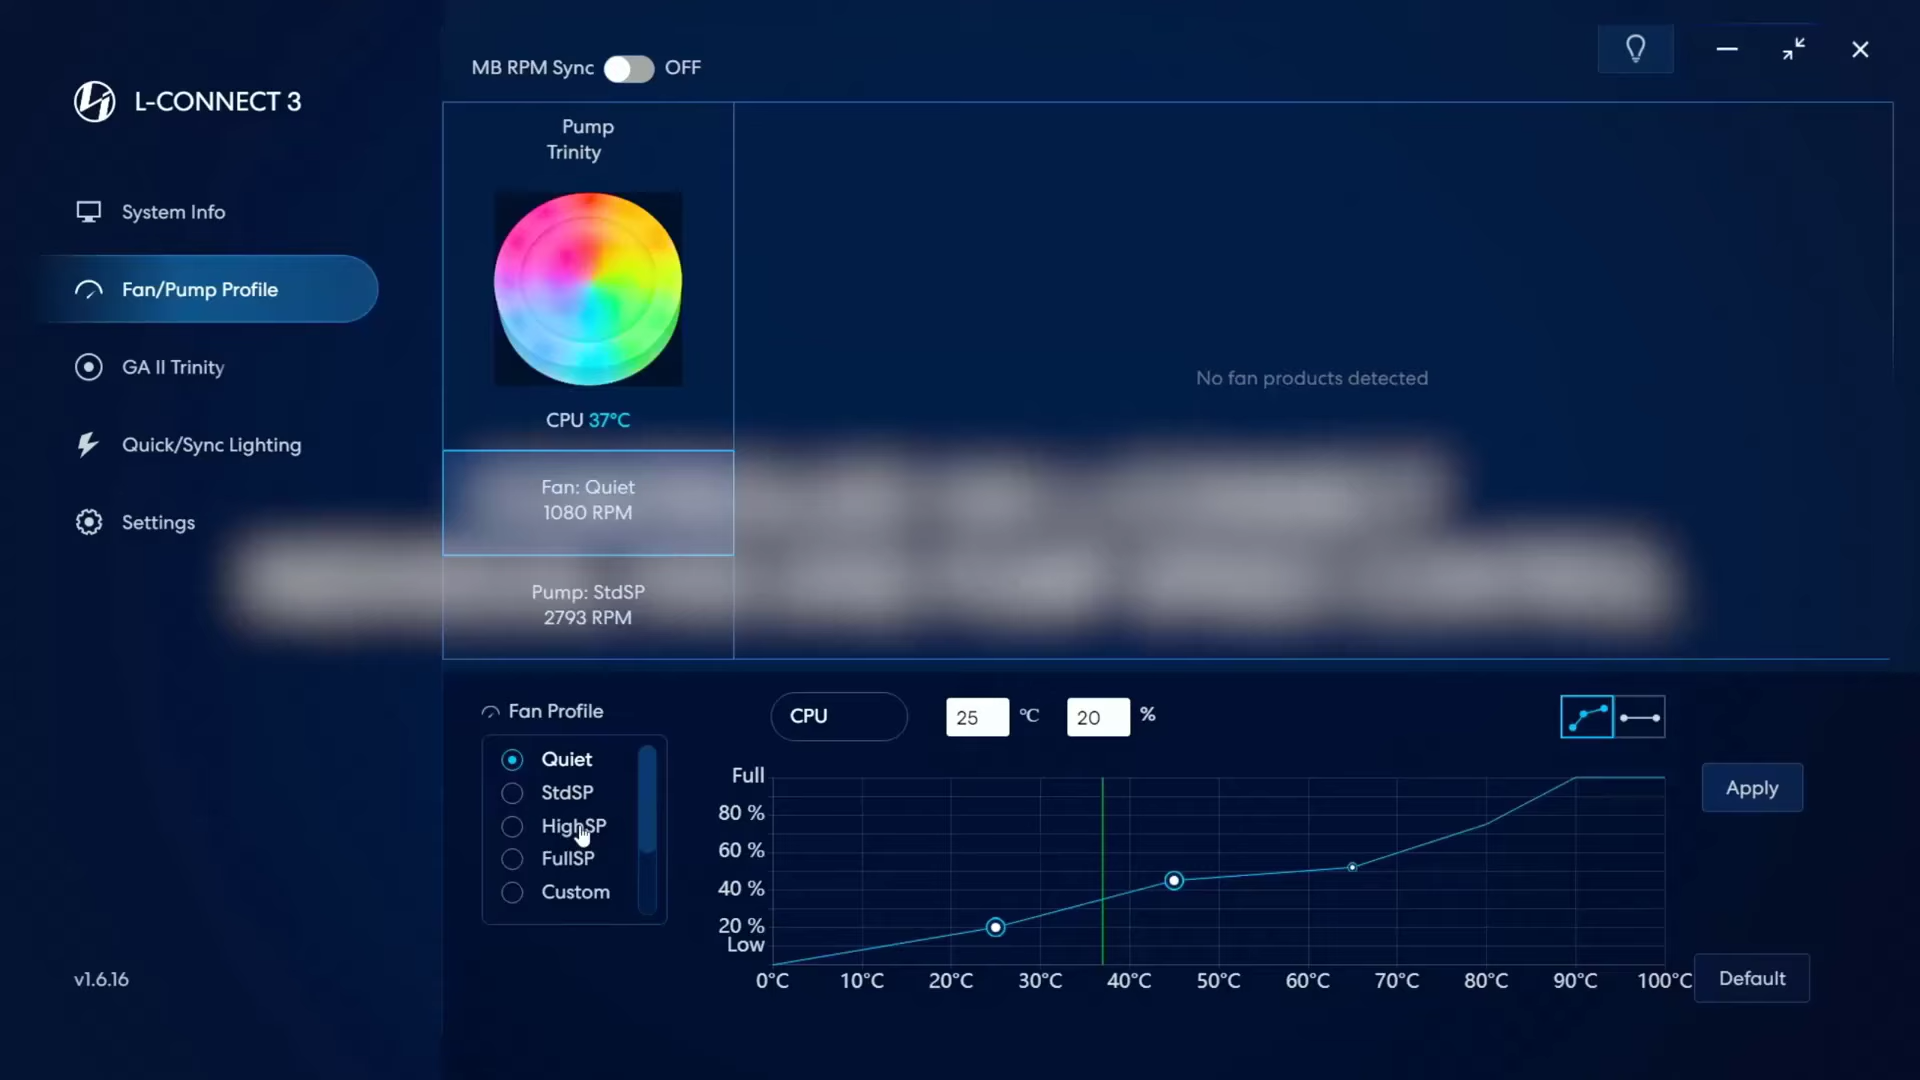 MB RPM Sync OFF
L-CONNECT 3
System Info
Fan/Pump Profile
GA II Trinity
Quick/Sync Lighting
Settings
v1.6.16
Pump
Trinity
CPU 37°C
Fan: Quiet
1080 RPM
Pump: StdSP
2793 RPM
No fan products detected
Fan Profile
Quiet
StdSP
HighSP
FullSP
Custom
CPU 25 °C 20 %
Full
80 %
60 %
40 %
20 %
Low
0°C 10°C 20°C 30°C 40°C 50°C 60°C 70°C 80°C 90°C 100°C
Apply
Default